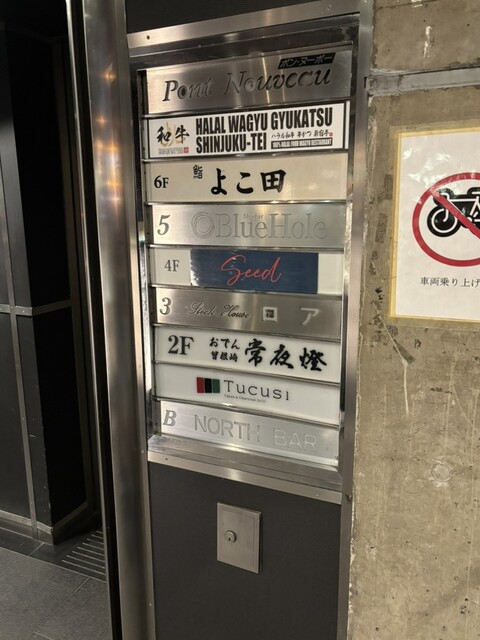 Pont Nouveau
ポン・ヌーボー
和牛
HALAL WAGYU GYUKATSU
SHINJUKU-TEI
ハラル和牛 牛かつ 新宿亭
100% HALAL FOOD WAGYU RESTAURANT
6F 鮨 よこ田
5 BlueHole
4F Seed
3 Steak House ロア
2F おでん 曽根崎 常夜燈
Tucusi
B NORTH BAR
車両乗り上げ